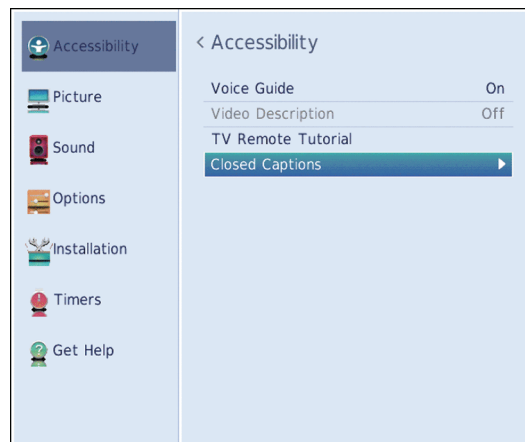 Accessibility
Picture
Sound
Options
Installation
Timers
Get Help
< Accessibility
Voice Guide On
Video Description Off
TV Remote Tutorial
Closed Captions